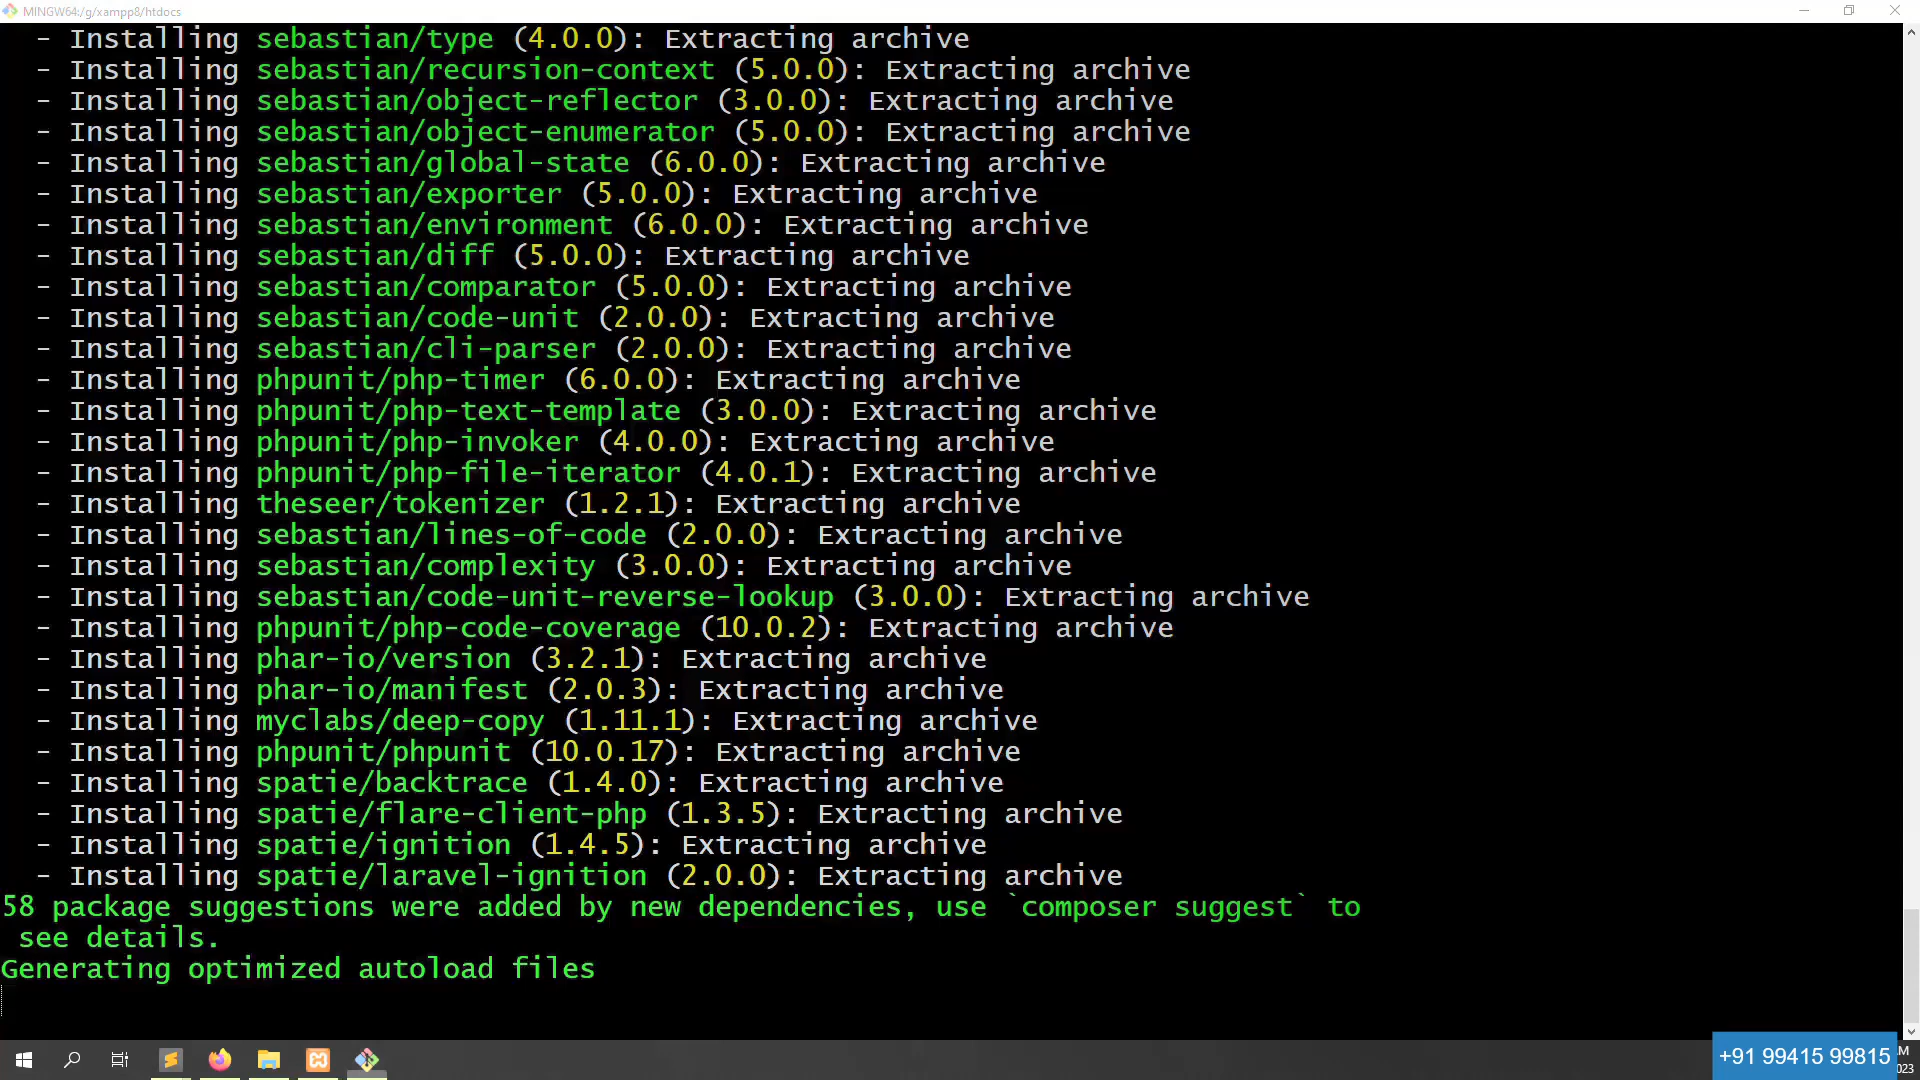 MINGW64:/g/xampp8/htdocs
- Installing sebastian/type (4.0.0): Extracting archive
- Installing sebastian/recursion-context (5.0.0): Extracting archive
- Installing sebastian/object-reflector (3.0.0): Extracting archive
- Installing sebastian/object-enumerator (5.0.0): Extracting archive
- Installing sebastian/global-state (6.0.0): Extracting archive
- Installing sebastian/exporter (5.0.0): Extracting archive
- Installing sebastian/environment (6.0.0): Extracting archive
- Installing sebastian/diff (5.0.0): Extracting archive
- Installing sebastian/comparator (5.0.0): Extracting archive
- Installing sebastian/code-unit (2.0.0): Extracting archive
- Installing sebastian/cli-parser (2.0.0): Extracting archive
- Installing phpunit/php-timer (6.0.0): Extracting archive
- Installing phpunit/php-text-template (3.0.0): Extracting archive
- Installing phpunit/php-invoker (4.0.0): Extracting archive
- Installing phpunit/php-file-iterator (4.0.1): Extracting archive
- Installing theseer/tokenizer (1.2.1): Extracting archive
- Installing sebastian/lines-of-code (2.0.0): Extracting archive
- Installing sebastian/complexity (3.0.0): Extracting archive
- Installing sebastian/code-unit-reverse-lookup (3.0.0): Extracting archive
- Installing phpunit/php-code-coverage (10.0.2): Extracting archive
- Installing phar-io/version (3.2.1): Extracting archive
- Installing phar-io/manifest (2.0.3): Extracting archive
- Installing myclabs/deep-copy (1.11.1): Extracting archive
- Installing phpunit/phpunit (10.0.17): Extracting archive
- Installing spatie/backtrace (1.4.0): Extracting archive
- Installing spatie/flare-client-php (1.3.5): Extracting archive
- Installing spatie/ignition (1.4.5): Extracting archive
- Installing spatie/laravel-ignition (2.0.0): Extracting archive
58 package suggestions were added by new dependencies, use `composer suggest` to
see details.
Generating optimized autoload files
+91 99415 99815